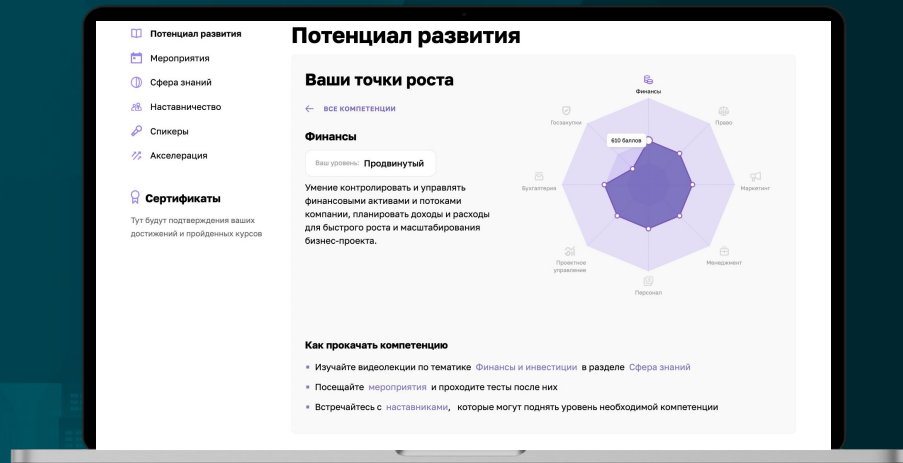 Потенциал развития
Мероприятия
Сфера знаний
Наставничество
Спикеры
Акселерация
Сертификаты
Тут будут подтверждения ваших
достижений и пройденных курсов
Потенциал развития
Ваши точки роста
← ВСЕ КОМПЕТЕНЦИИ
Финансы
Ваш уровень: Продвинутый
Умение контролировать и управлять
финансовыми активами и потоками
компании, планировать доходы и расходы
для быстрого роста и масштабирования
бизнес-проекта.
Финансы
Госзакупки
Право
610 баллов
Бухгалтерия
Маркетинг
Проектное
управление
Менеджмент
Персонал
Как прокачать компетенцию
Изучайте видеолекции по тематике Финансы и инвестиции в разделе Сфера знаний
Посещайте мероприятия и проходите тесты после них
Встречайтесь с наставниками, которые могут поднять уровень необходимой компетенции